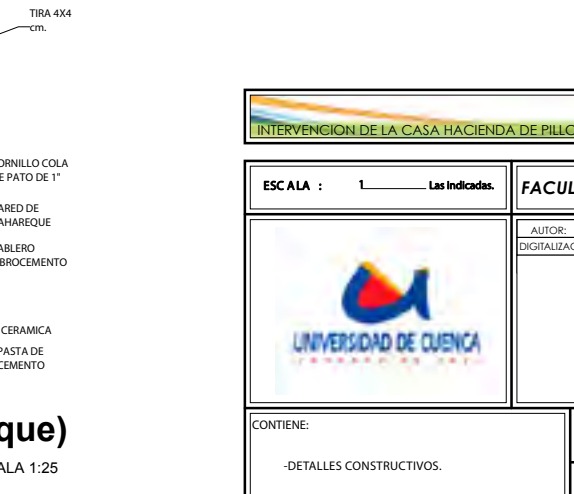 TIRA 4X4
cm.
ORNILLO COLA
E PATO DE 1"
ARED DE
AHAREQUE
ABLERO
BROCEMENTO
CERAMICA
PASTA DE
CEMENTO
que)
ALA 1:25
INTERVENCION DE LA CASA HACIENDA DE PILLO
ESCALA : 1 Las Indicadas.
FACUL
AUTOR:
DIGITALIZAC
UNIVERSIDAD DE CUENCA
CONTIENE:
-DETALLES CONSTRUCTIVOS.